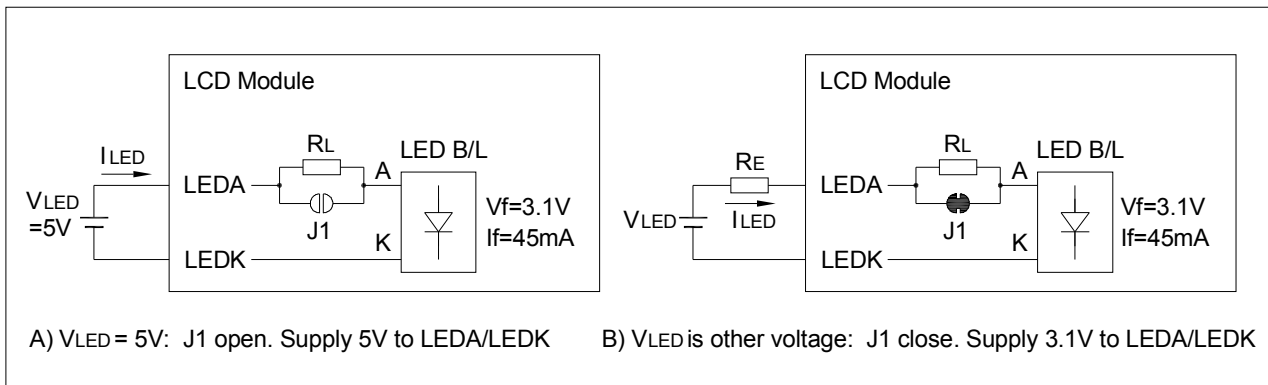 LCD Module
RL
A
LED B/L
ILED
LEDA
VLED
=5V
J1
Vf=3.1V
If=45mA
K
LEDK
A) VLED = 5V: J1 open. Supply 5V to LEDA/LEDK
LCD Module
RL
A
LED B/L
RE
LEDA
VLED
ILED
J1
Vf=3.1V
If=45mA
K
LEDK
B) VLED is other voltage: J1 close. Supply 3.1V to LEDA/LEDK